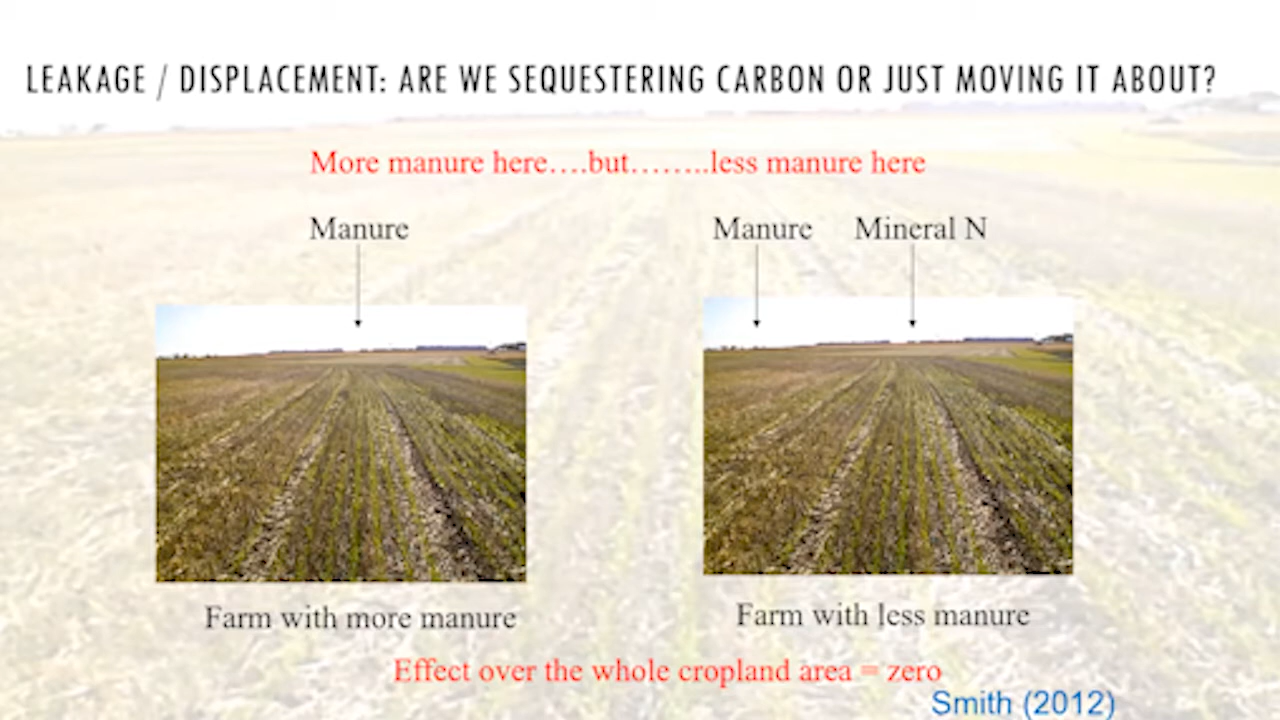 LEAKAGE / DISPLACEMENT: ARE WE SEQUESTERING CARBON OR JUST MOVING IT ABOUT?
More manure here….but……..less manure here
Manure
Manure
Mineral N
Farm with more manure
Farm with less manure
Effect over the whole cropland area = zero
Smith (2012)